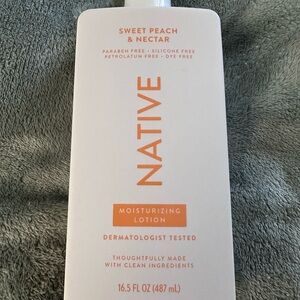 SWEET PEACH
& NECTAR
PARABEN FREE • SILICONE FREE
PETROLATUM FREE • DYE FREE
NATIVE
MOISTURIZING
LOTION
DERMATOLOGIST TESTED
THOUGHTFULLY MADE
WITH CLEAN INGREDIENTS
16.5 FL OZ (487 mL)